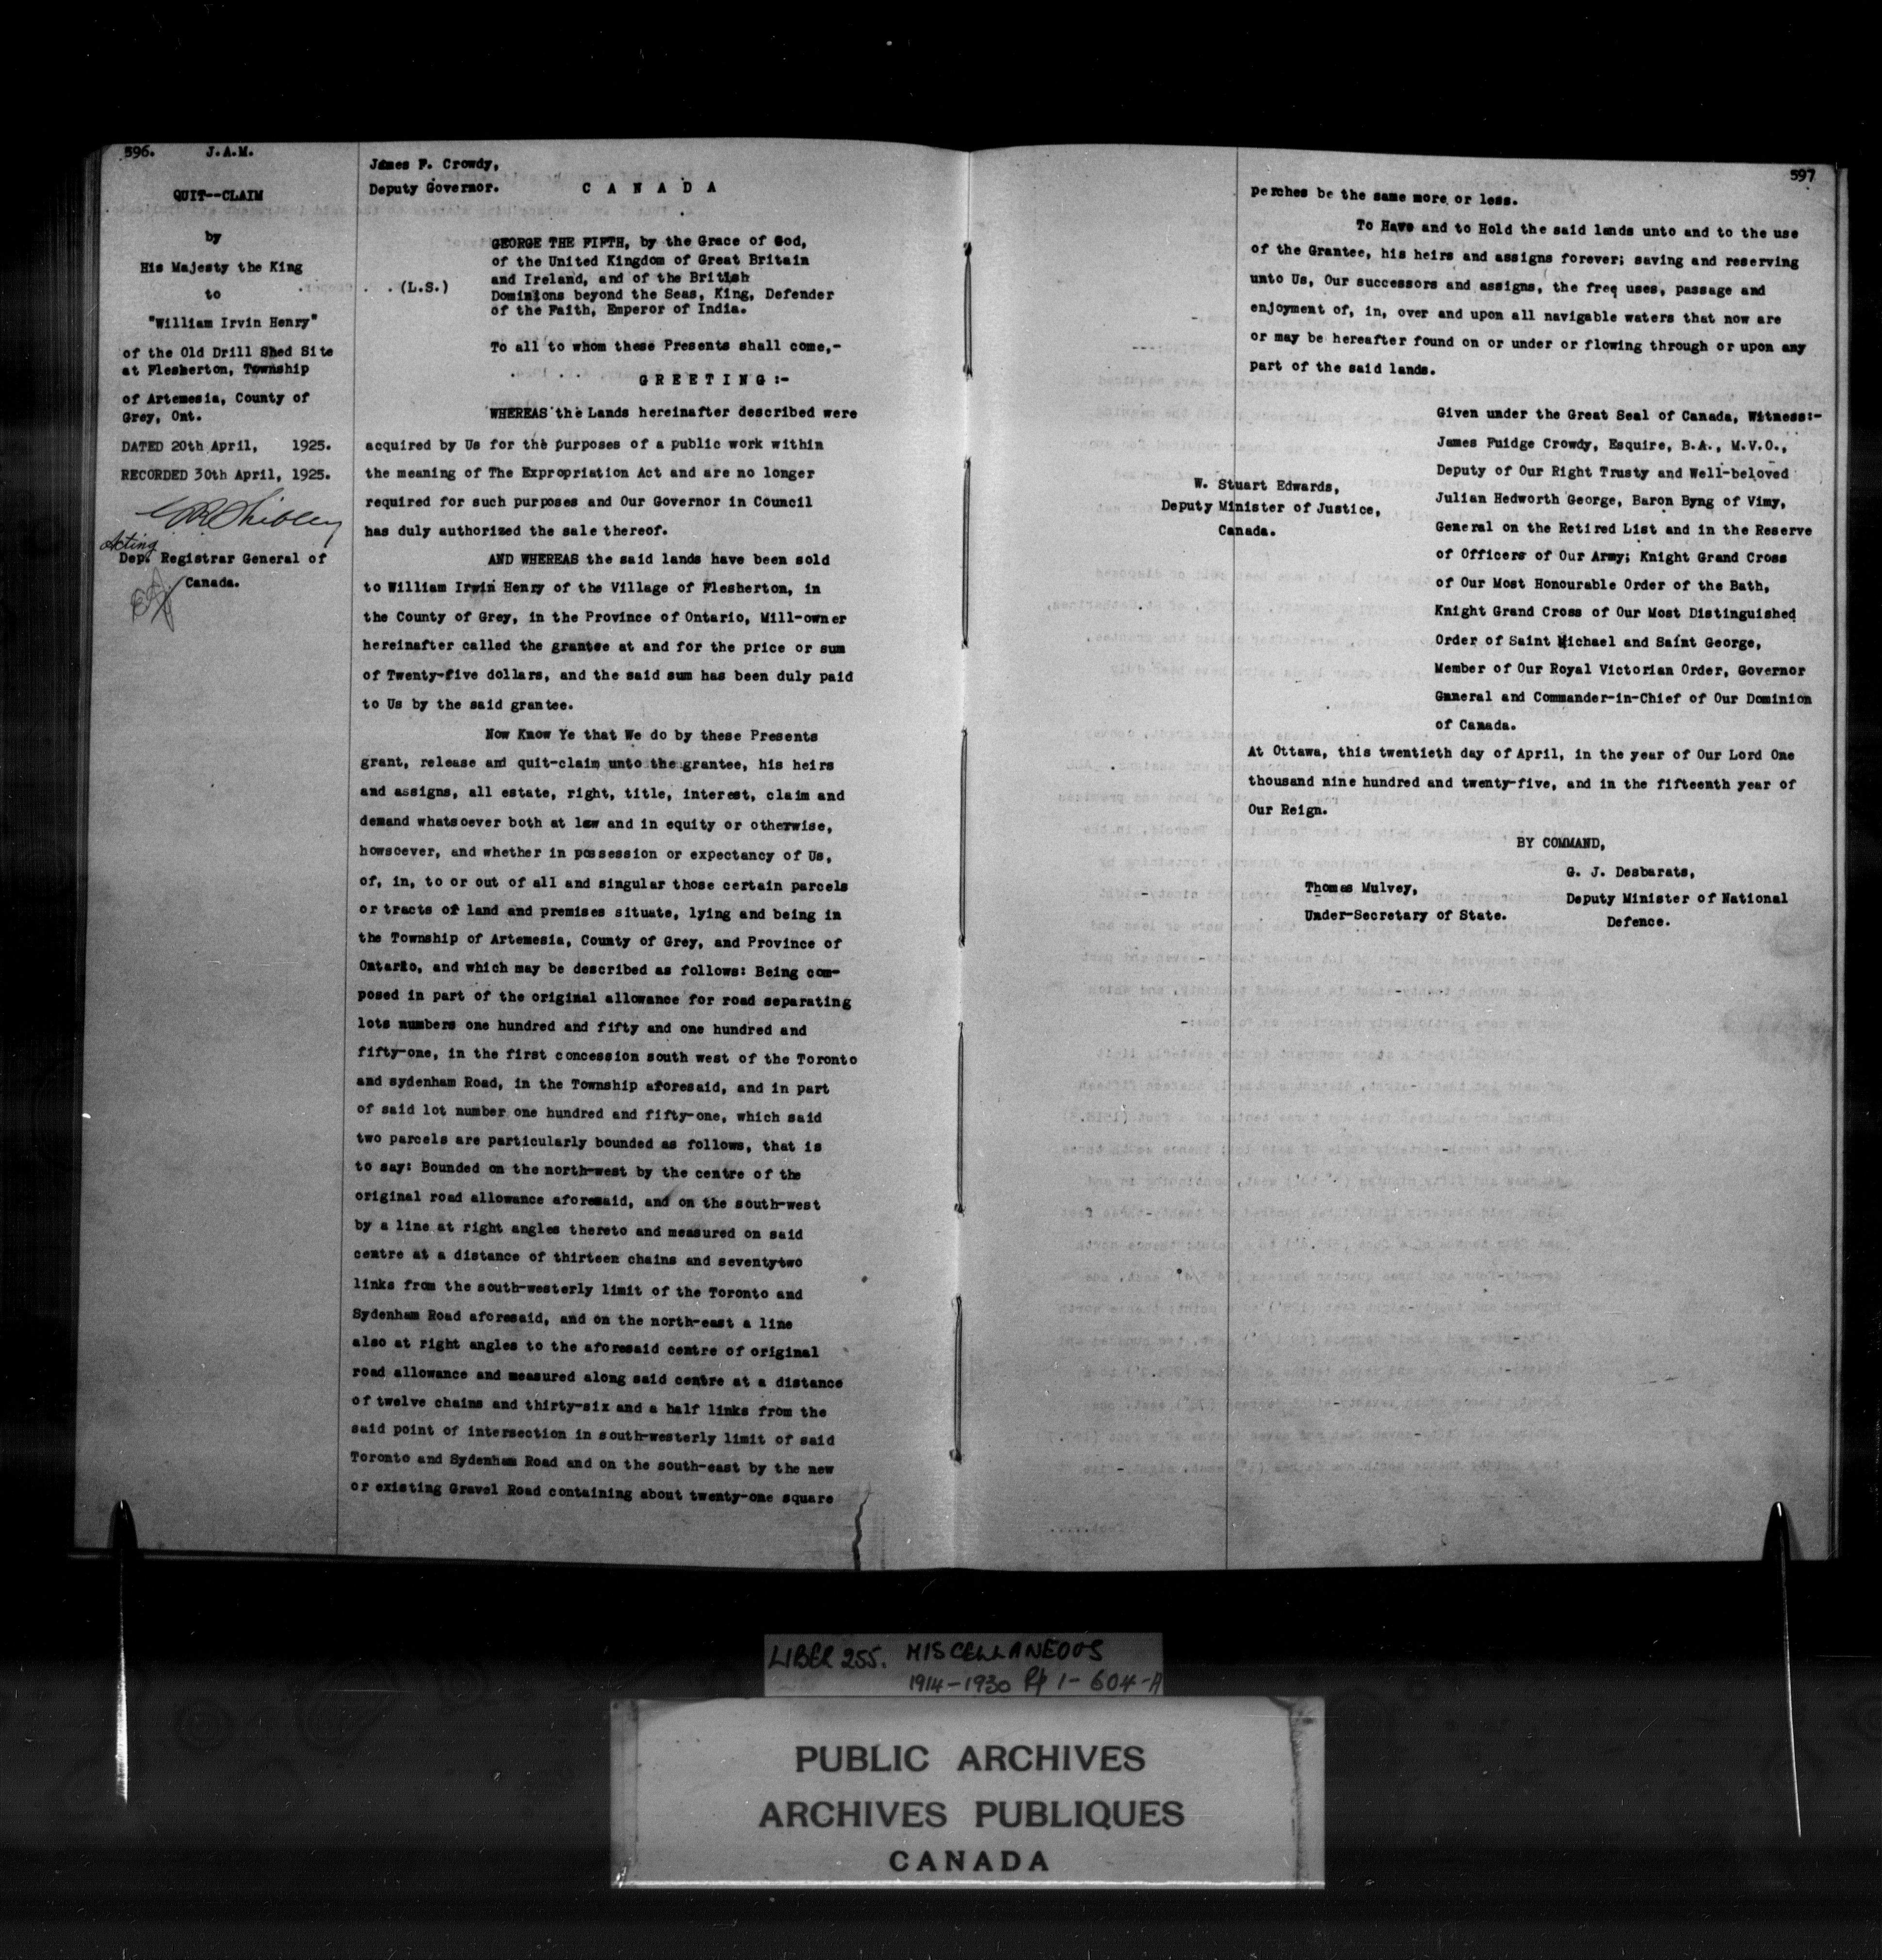 596. J.A.M.
QUIT--CLAIM
by
His Majesty the King
to
"William Irvin Henry"
of the Old Drill Shed Site
at Flesherton, Township
of Artemesia, County of
Grey, Ont.
DATED 20th April, 1925.
RECORDED 30th April, 1925.
Acting
Dep. Registrar General of
Canada.
James F. Crowdy,
Deputy Governor. C A N A D A
GEORGE THE FIFTH, by the Grace of God,
of the United Kingdom of Great Britain
and Ireland, and of the British
(L.S.)
Dominions beyond the Seas, King, Defender
of the Faith, Emperor of India.
To all to whom these Presents shall come,-
G R E E T I N G :-
WHEREAS the Lands hereinafter described were
acquired by Us for the purposes of a public work within
the meaning of The Expropriation Act and are no longer
required for such purposes and Our Governor in Council
has duly authorized the sale thereof.
AND WHEREAS the said lands have been sold
to William Irwin Henry of the Village of Flesherton, in
the County of Grey, in the Province of Ontario, Mill-owner
hereinafter called the grantee at and for the price or sum
of Twenty-five dollars, and the said sum has been duly paid
to Us by the said grantee.
Now Know Ye that We do by these Presents
grant, release and quit-claim unto the grantee, his heirs
and assigns, all estate, right, title, interest, claim and
demand whatsoever both at law and in equity or otherwise,
howsoever, and whether in possession or expectancy of Us,
of, in, to or out of all and singular those certain parcels
or tracts of land and premises situate, lying and being in
the Township of Artemesia, County of Grey, and Province of
Ontario, and which may be described as follows: Being com-
posed in part of the original allowance for road separating
lots numbers one hundred and fifty and one hundred and
fifty-one, in the first concession south west of the Toronto
and sydenham Road, in the Township aforesaid, and in part
of said lot number one hundred and fifty-one, which said
two parcels are particularly bounded as follows, that is
to say: Bounded on the north-west by the centre of the
original road allowance aforesaid, and on the south-west
by a line at right angles thereto and measured on said
centre at a distance of thirteen chains and seventytwo
links from the south-westerly limit of the Toronto and
Sydenham Road aforesaid, and on the north-east a line
also at right angles to the aforesaid centre of original
road allowance and measured along said centre at a distance
of twelve chains and thirty-six and a half links from the
said point of intersection in south-westerly limit of said
Toronto and Sydenham Road and on the south-east by the new
or existing Gravel Road containing about twenty-one square
597
perches be the same more or less.
To Have and to Hold the said lands unto and to the use
of the Grantee, his heirs and assigns forever; saving and reserving
unto Us, Our successors and assigns, the free uses, passage and
enjoyment of, in, over and upon all navigable waters that now are
or may be hereafter found on or under or flowing through or upon any
part of the said lands.
Given under the Great Seal of Canada, Witness:-
James Fuidge Crowdy, Esquire, B.A., M.V.O.,
Deputy of Our Right Trusty and Well-beloved
Julian Hedworth George, Baron Byng of Vimy,
General on the Retired List and in the Reserve
of Officers of Our Army; Knight Grand Cross
of Our Most Honourable Order of the Bath,
Knight Grand Cross of Our Most Distinguished
Order of Saint Michael and Saint George,
Member of Our Royal Victorian Order, Governor
General and Commander-in-Chief of Our Dominion
of Canada.
W. Stuart Edwards,
Deputy Minister of Justice,
Canada.
At Ottawa, this twentieth day of April, in the year of Our Lord One
thousand nine hundred and twenty-five, and in the fifteenth year of
Our Reign.
BY COMMAND,
G. J. Desbarats,
Deputy Minister of National
Defence.
Thomas Mulvey,
Under-Secretary of State.
LIBER 255. MISCELLANEOUS
1914-1930 Pp 1-604-A
PUBLIC ARCHIVES
ARCHIVES PUBLIQUES
CANADA